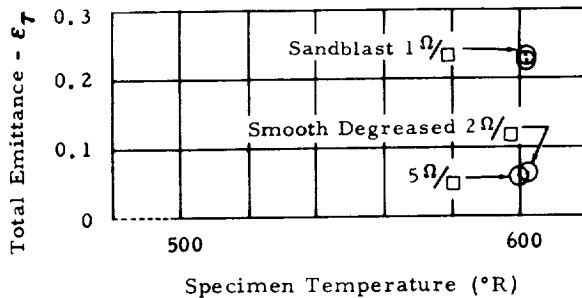 Total Emittance - ε_T
0.3
0.2
0.1
0
Sandblast 1 Ω/□
Smooth Degreased 2 Ω/□
5 Ω/□
500
600
Specimen Temperature (°R)